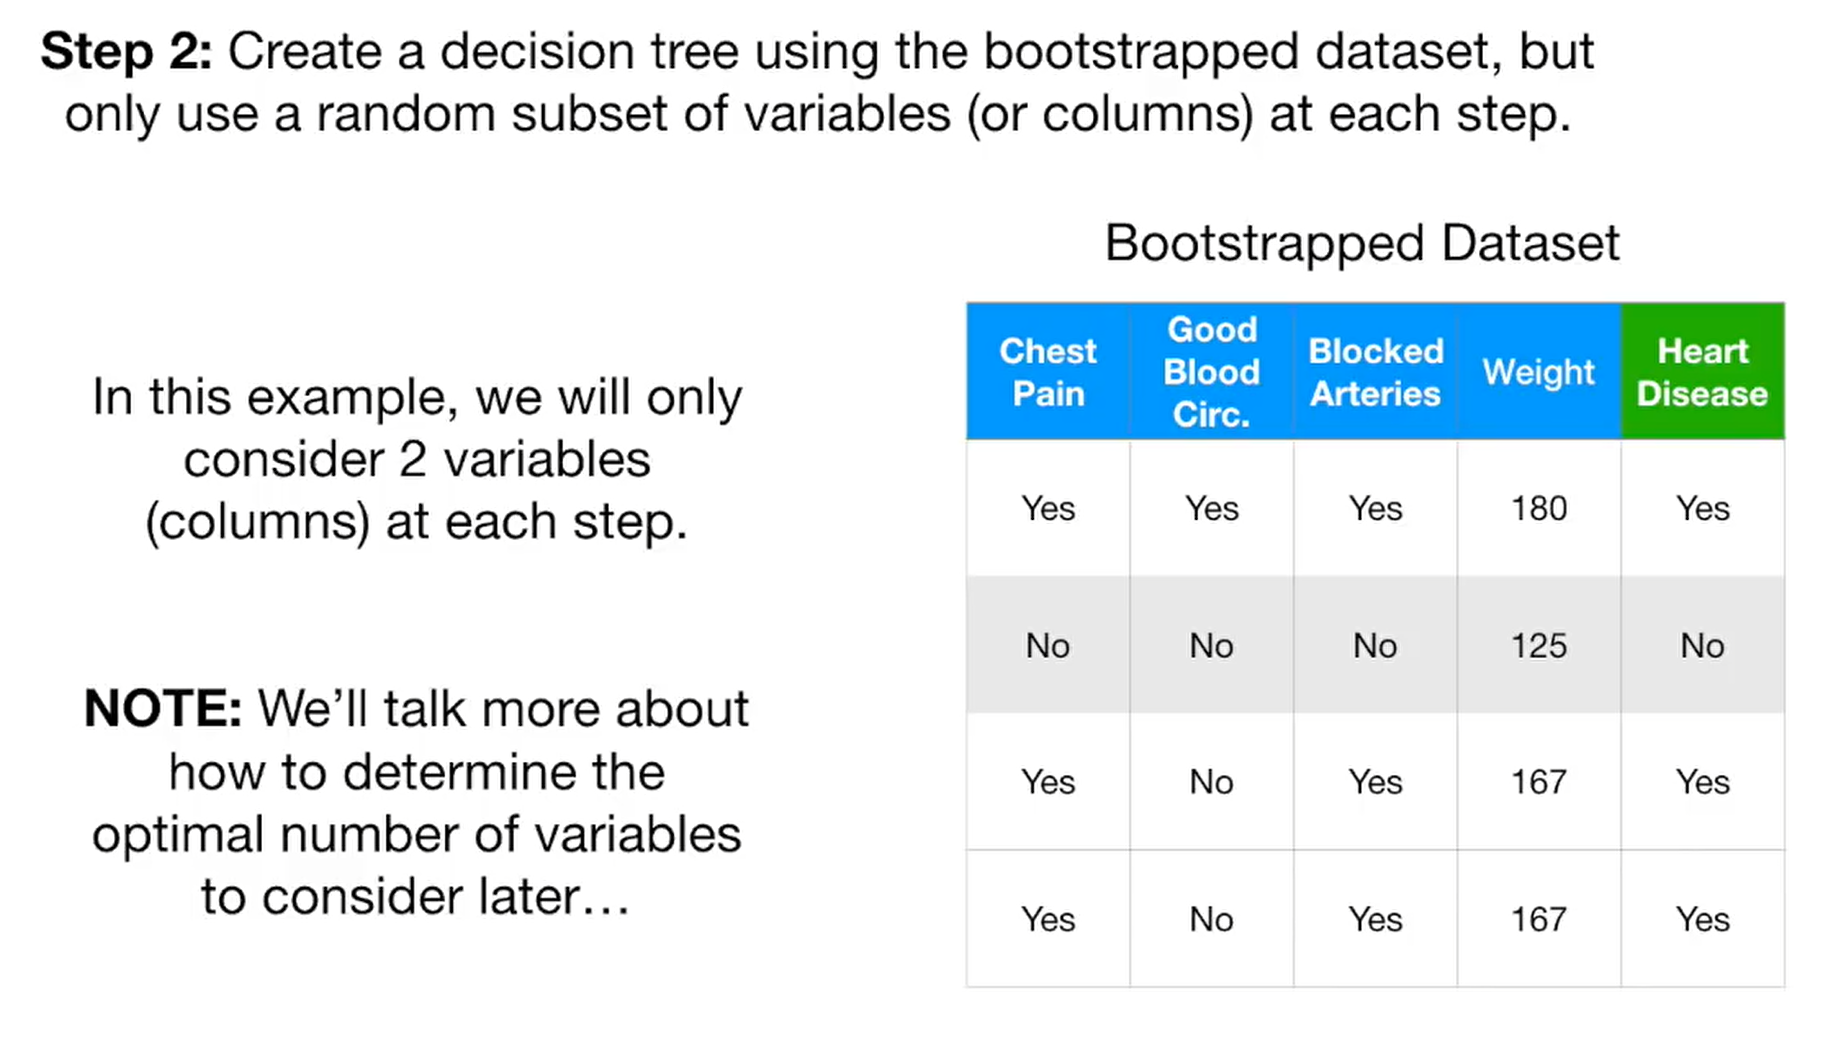 Step 2: Create a decision tree using the bootstrapped dataset, but
only use a random subset of variables (or columns) at each step.
In this example, we will only
consider 2 variables
(columns) at each step.
NOTE: We’ll talk more about
how to determine the
optimal number of variables
to consider later…
Bootstrapped Dataset
Chest Pain Good Blood Circ. Blocked Arteries Weight Heart Disease
Yes Yes Yes 180 Yes
No No No 125 No
Yes No Yes 167 Yes
Yes No Yes 167 Yes